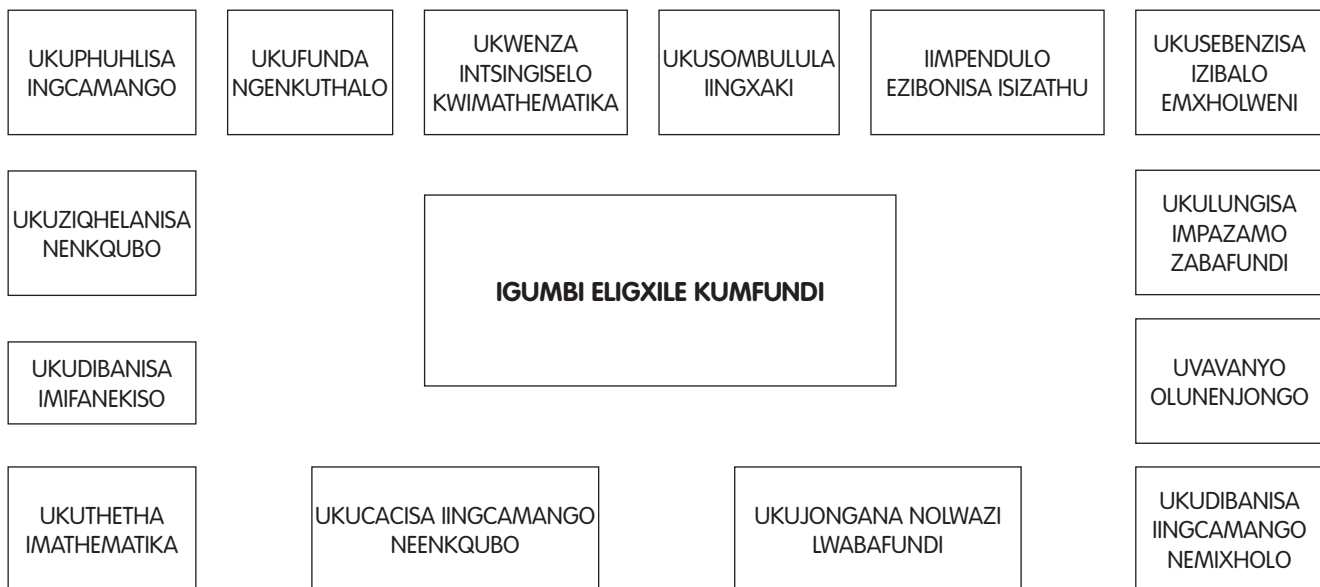 UKUPHUHLISA
INGCAMANGO
UKUFUNDA
NGENKUTHALO
UKWENZA
INTSINGISELO
KWIMATHEMATIKA
UKUSOMBULULA
IINGXAKI
IIMPENDULO
EZIBONISA ISIZATHU
UKUSEBENZISA
IZIBALO
EMXHOLWENI
UKUZIQHELANISA
NENKQUBO
IGUMBI ELIGXILE KUMFUNDI
UKULUNGISA
IMPAZAMO
ZABAFUNDI
UKUDIBANISA
IMIFANEKISO
UVAVANYO
OLUNENJONGO
UKUTHETHA
IMATHEMATIKA
UKUCACISA IINGCAMANGO
NEENKQUBO
UKUJONGANA NOLWAZI
LWABAFUNDI
UKUDIBANISA
IINGCAMANGO
NEMIXHOLO